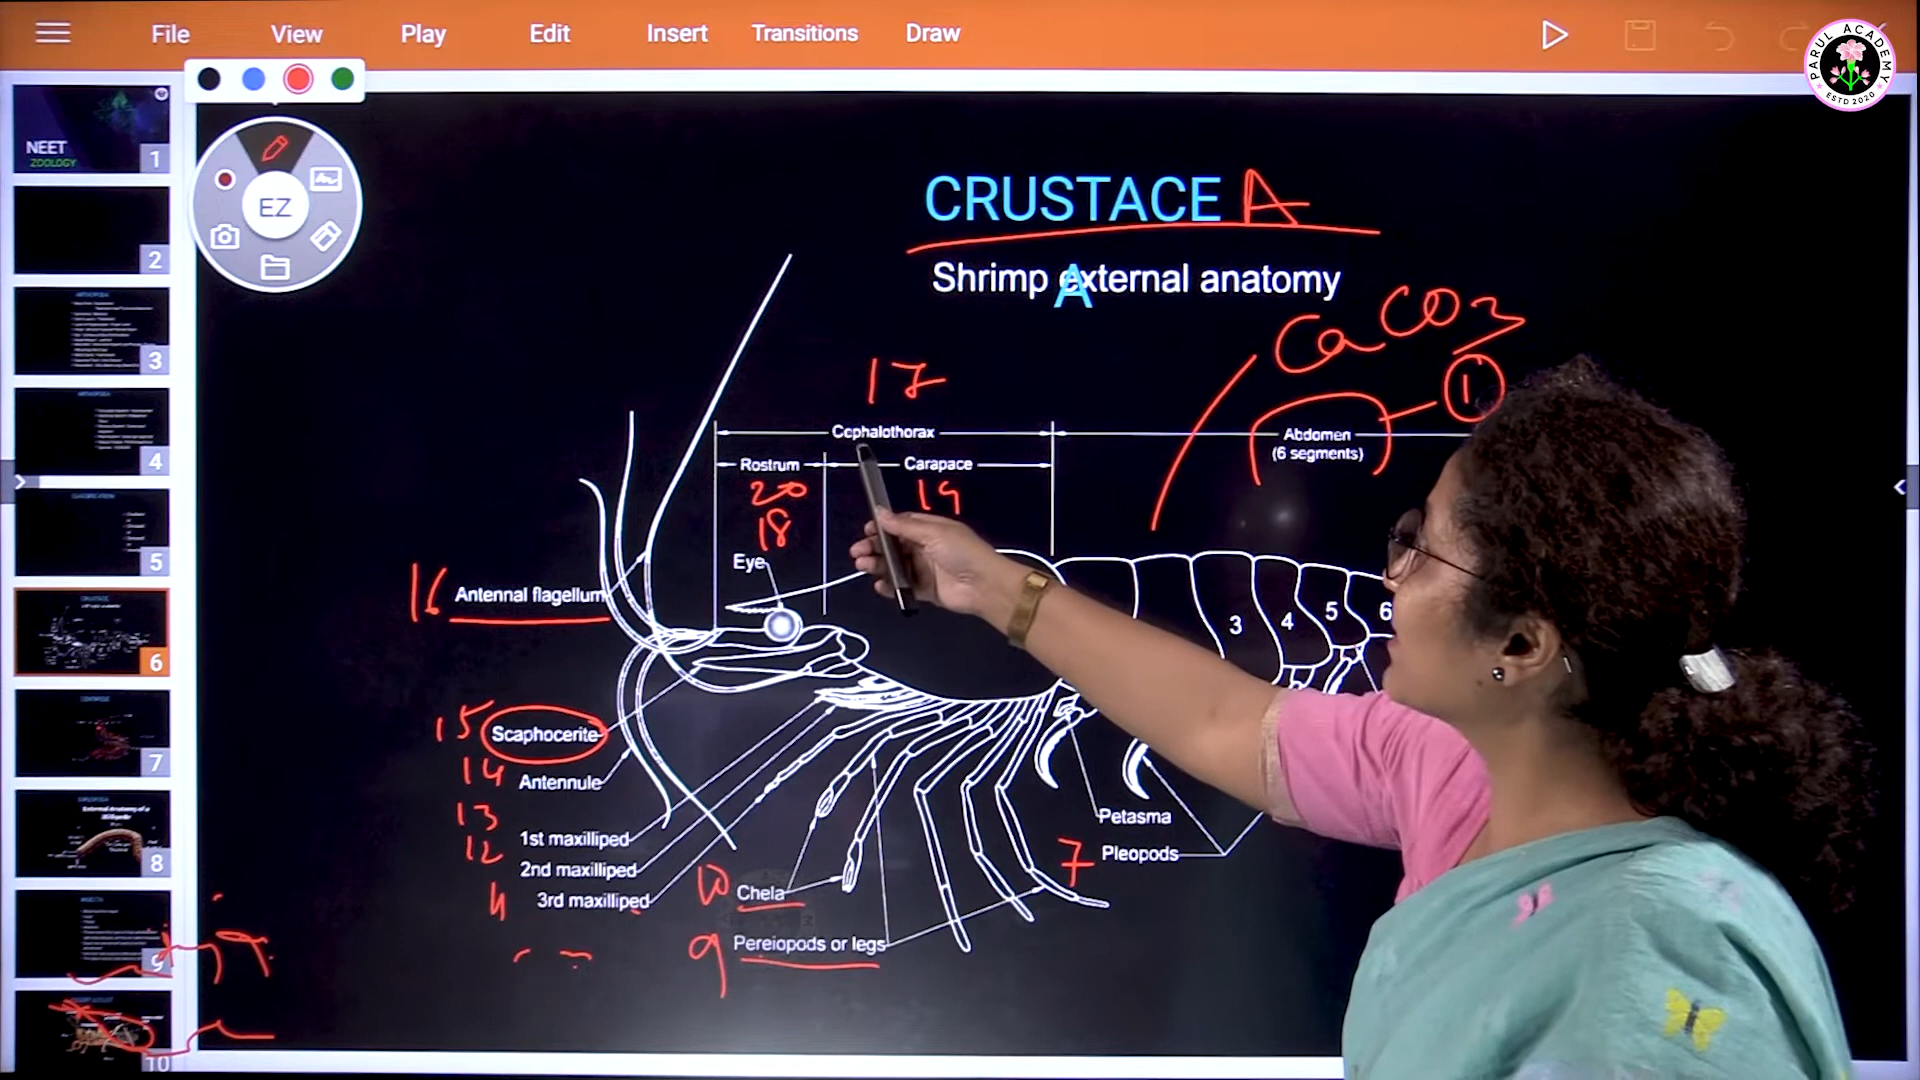 File View Play Edit Insert Transitions Draw
PARUL ACADEMY
ESTD 2020
NEET
ZOOLOGY
1
2
3
4
5
6
7
8
9
10
EZ
CRUSTACE A
A
Shrimp external anatomy
CaCO3
17
1
Cephalothorax
Abdomen
(6 segments)
Rostrum
Carapace
20
19
18
Eye
16 Antennal flagellum
3 4 5 6
15 Scaphocerite
14 Antennule
13 1st maxilliped
12 2nd maxilliped
11 3rd maxilliped
10 Chela
9 Pereiopods or legs
Petasma
7 Pleopods